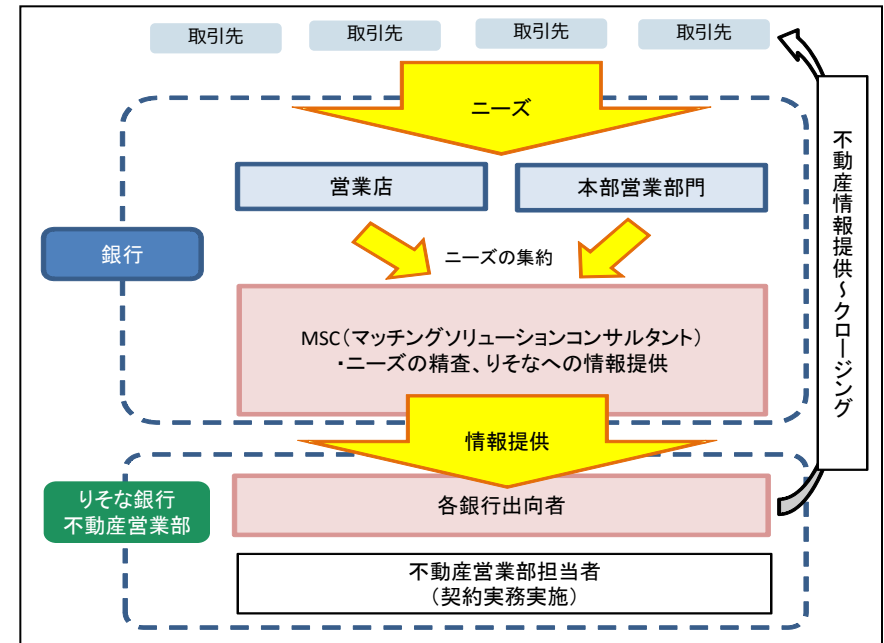 取引先
取引先
取引先
取引先
ニーズ
営業店
本部営業部門
銀行
ニーズの集約
MSC(マッチングソリューションコンサルタント)
・ニーズの精査、りそなへの情報提供
情報提供
りそな銀行
不動産営業部
各銀行出向者
不動産営業部担当者
(契約実務実施)
不動産情報提供～クロージング